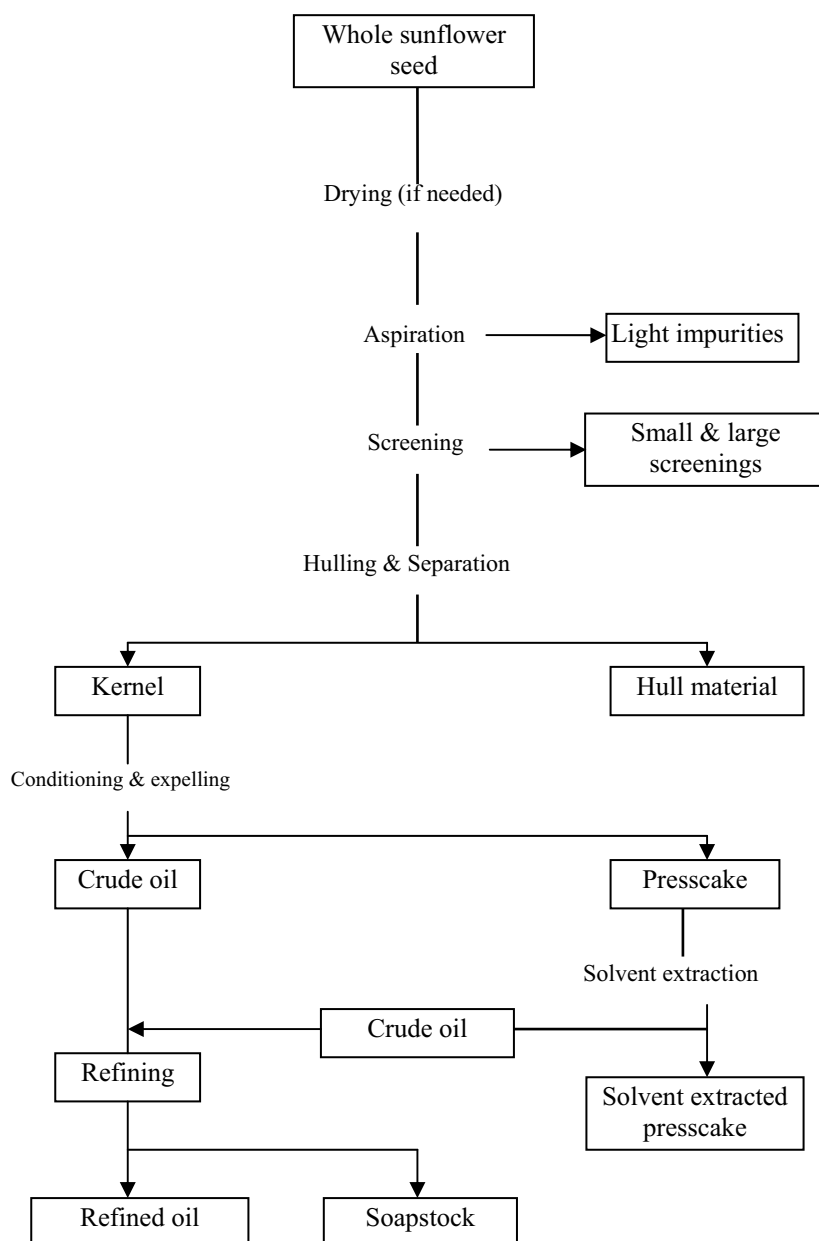 Whole sunflower
seed
Drying (if needed)
Aspiration
Light impurities
Screening
Small & large
screenings
Hulling & Separation
Kernel
Hull material
Conditioning & expelling
Crude oil
Presscake
Solvent extraction
Crude oil
Refining
Solvent extracted
presscake
Refined oil
Soapstock